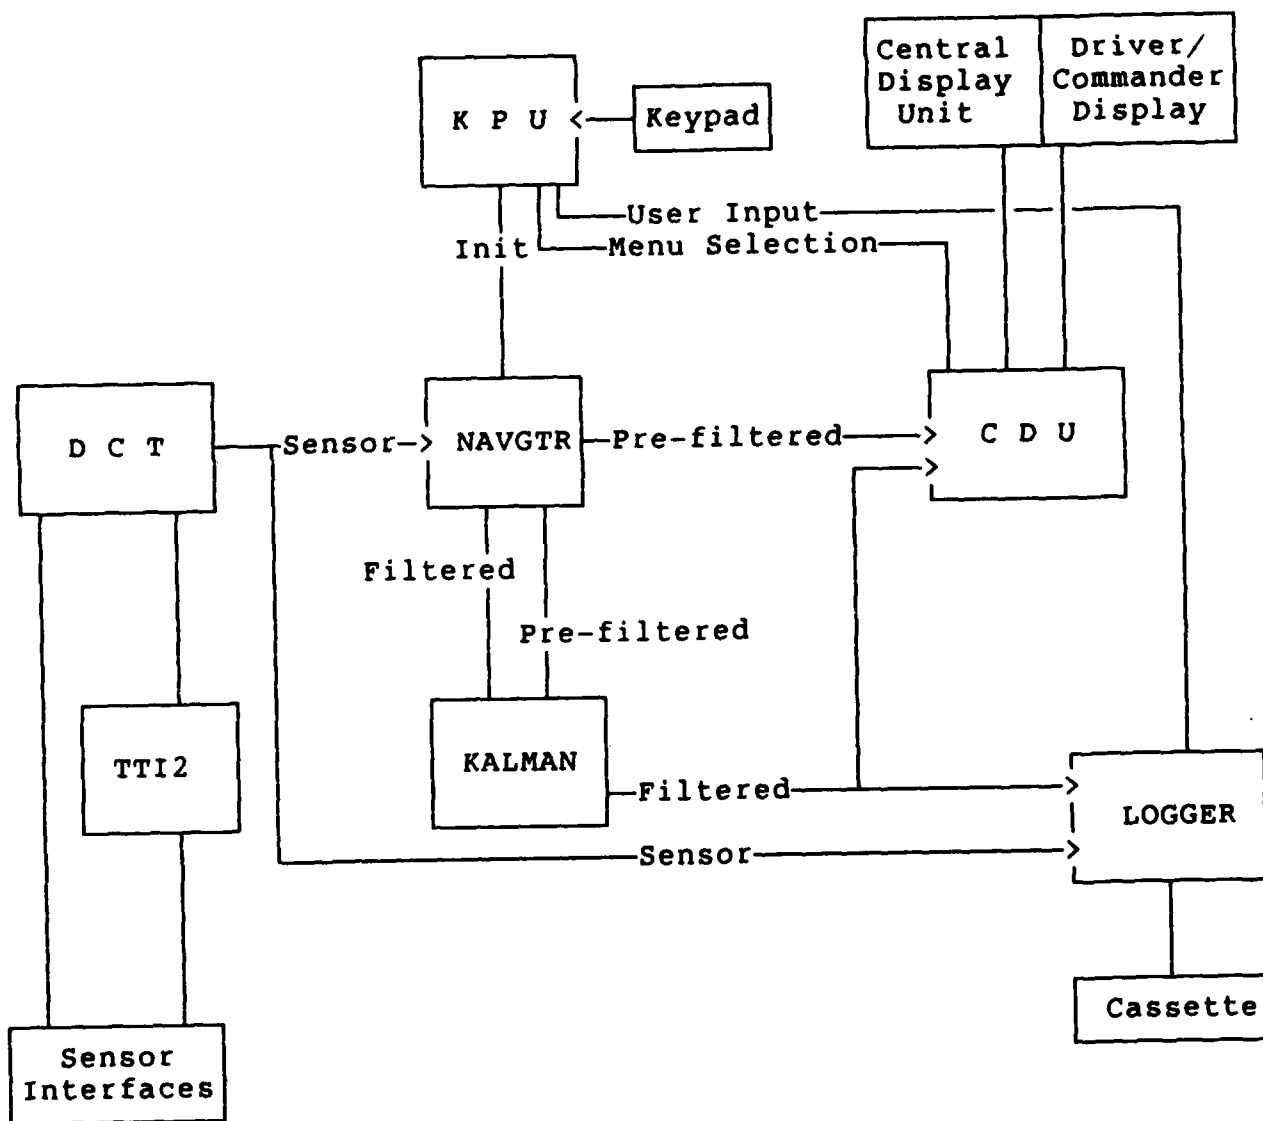 Central
Display
Unit
Driver/
Commander
Display
K P U
Keypad
User Input
Init
Menu Selection
D C T
Sensor
NAVGTR
Pre-filtered
C D U
Filtered
Pre-filtered
TTI2
KALMAN
Filtered
LOGGER
Sensor
Cassette
Sensor
Interfaces